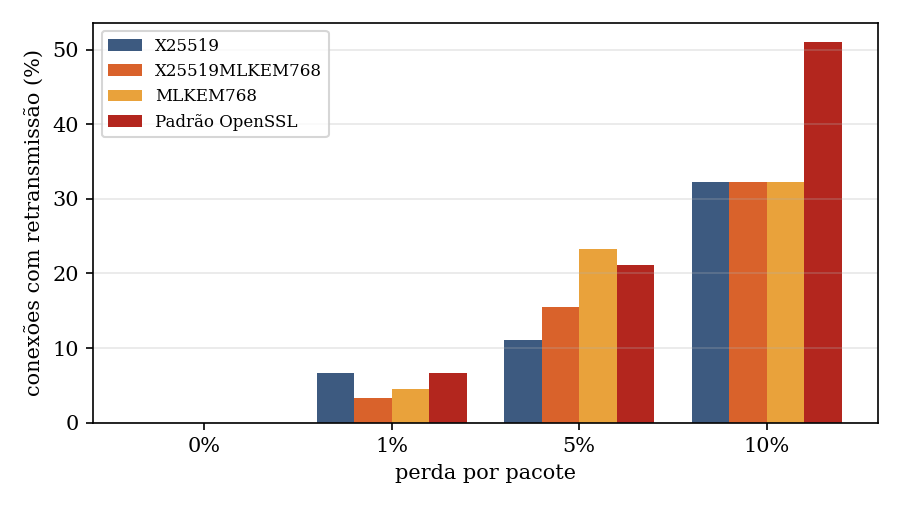 X25519
X25519MLKEM768
MLKEM768
Padrão OpenSSL
conexões com retransmissão (%)
50
40
30
20
10
0
0% 1% 5% 10%
perda por pacote